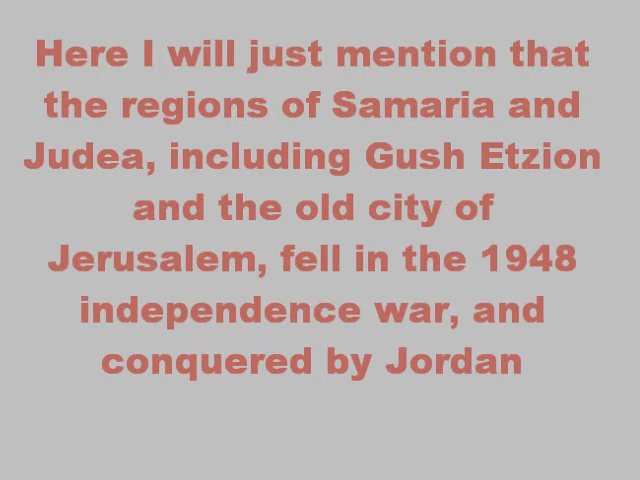 Here I will just mention that
the regions of Samaria and
Judea, including Gush Etzion
and the old city of
Jerusalem, fell in the 1948
independence war, and
conquered by Jordan